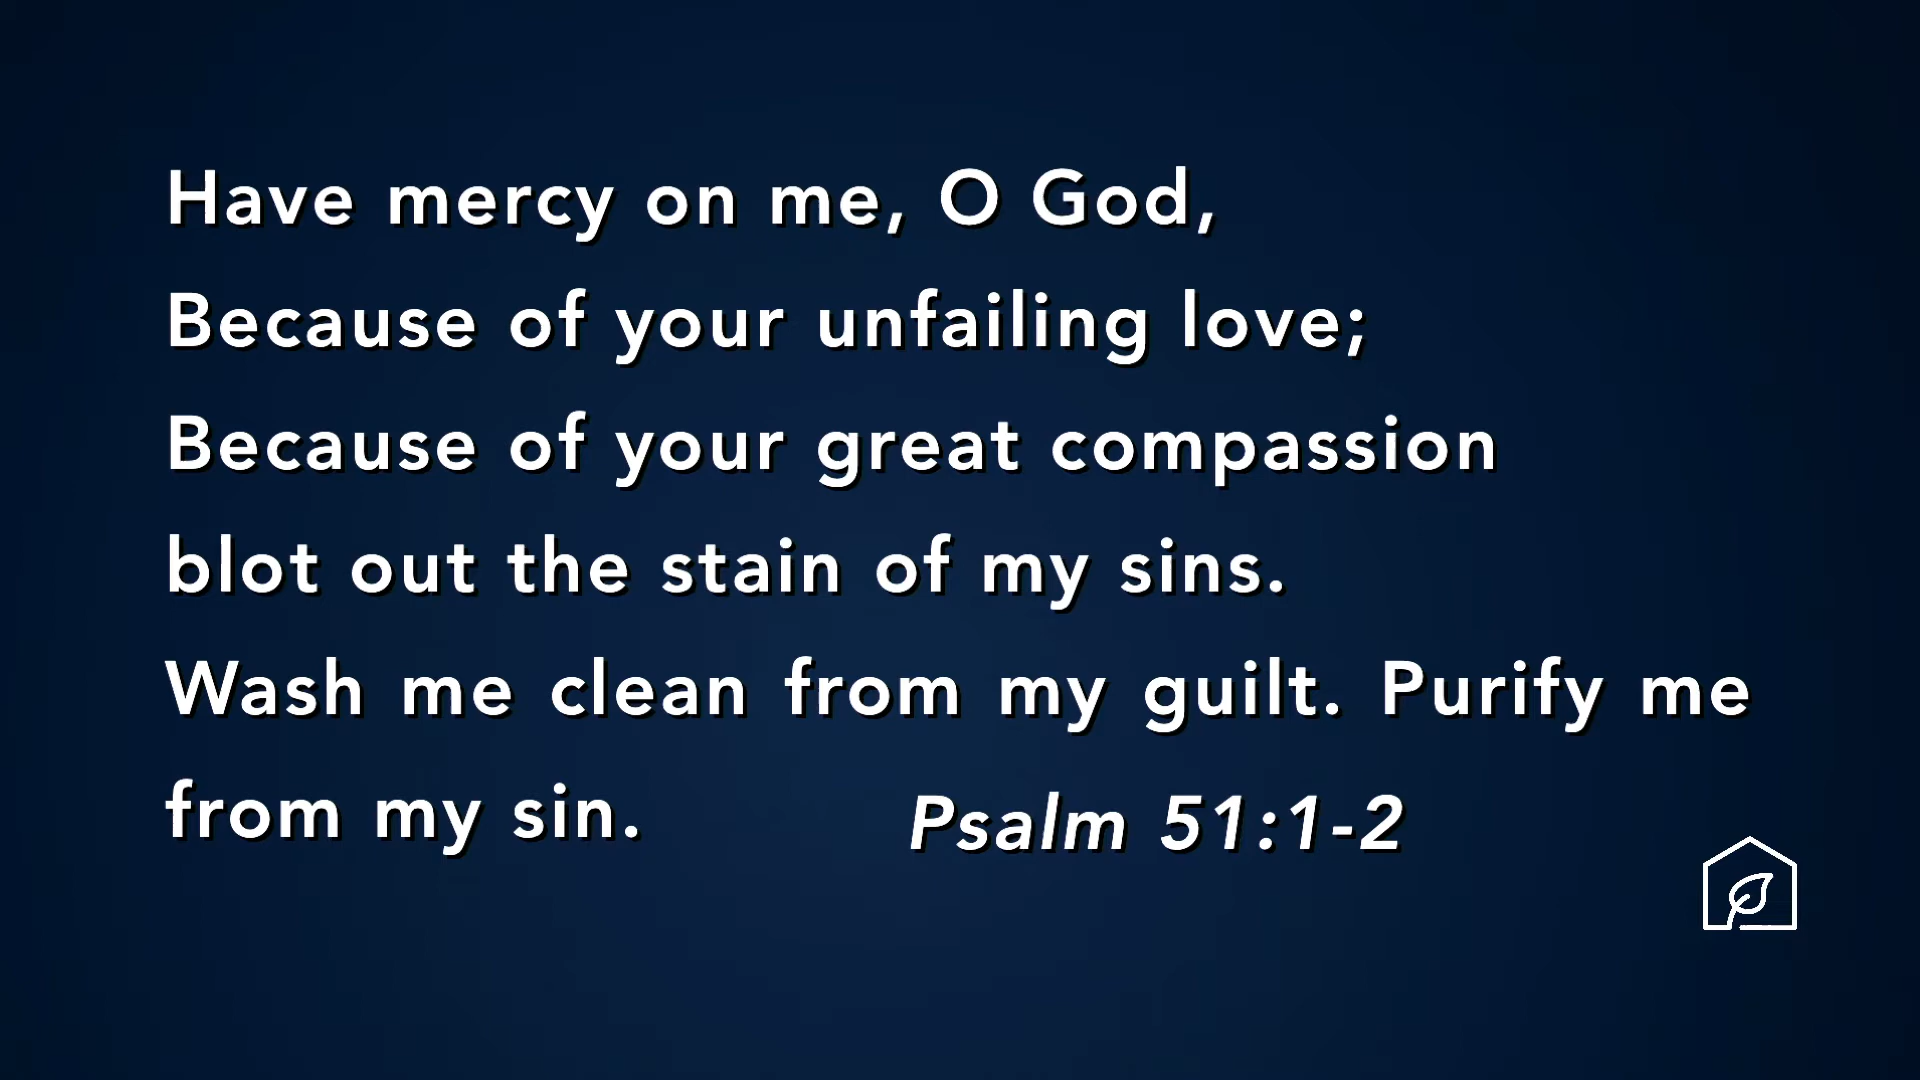 Have mercy on me, O God,
Because of your unfailing love;
Because of your great compassion
blot out the stain of my sins.
Wash me clean from my guilt. Purify me
from my sin.
Psalm 51:1-2